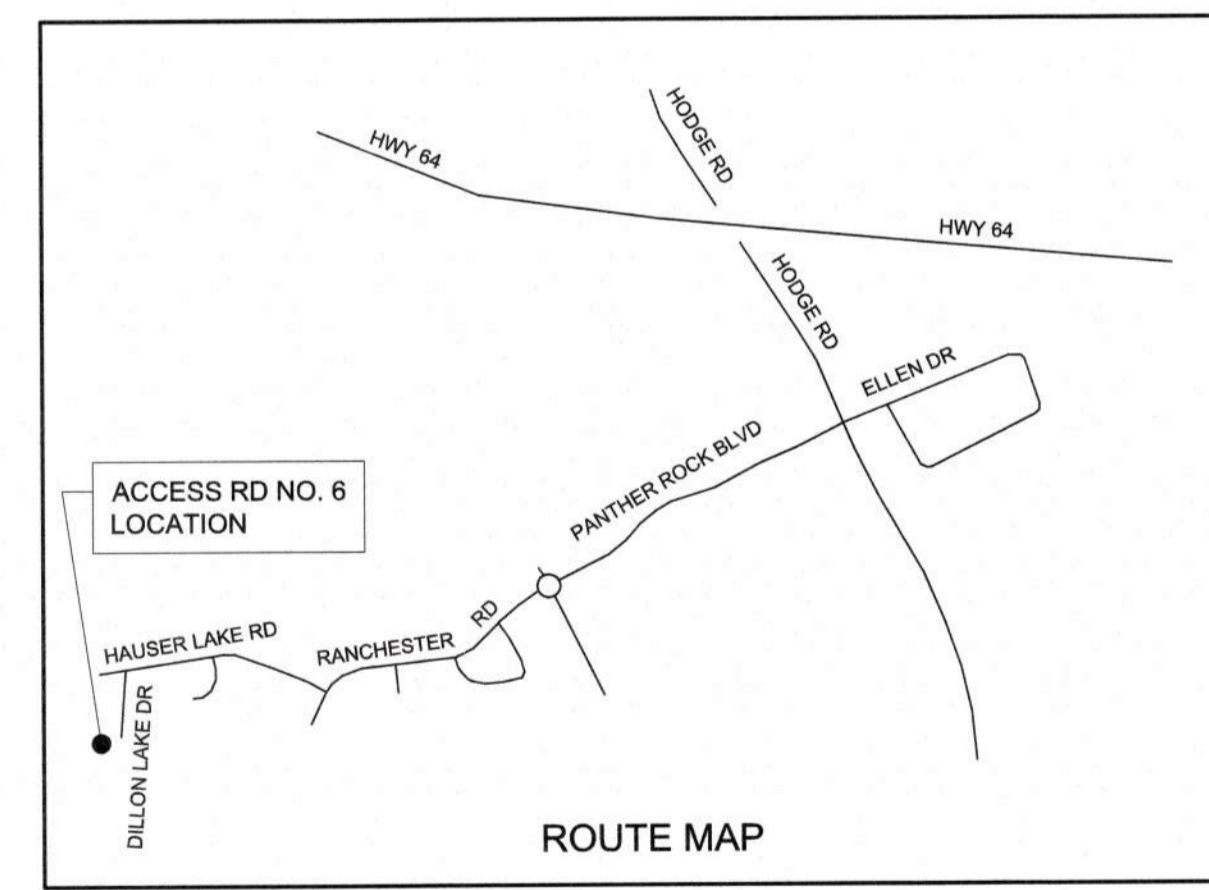 HODGE RD
HWY 64
HWY 64
HODGE RD
ELLEN DR
PANTHER ROCK BLVD
ACCESS RD NO. 6
LOCATION
RANCHESTER RD
HAUSER LAKE RD
DILLON LAKE DR
ROUTE MAP